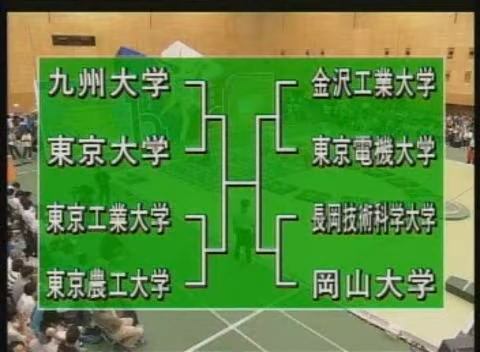 九州大学
東京大学
東京工業大学
東京農工大学
金沢工業大学
東京電機大学
長岡技術科学大学
岡山大学